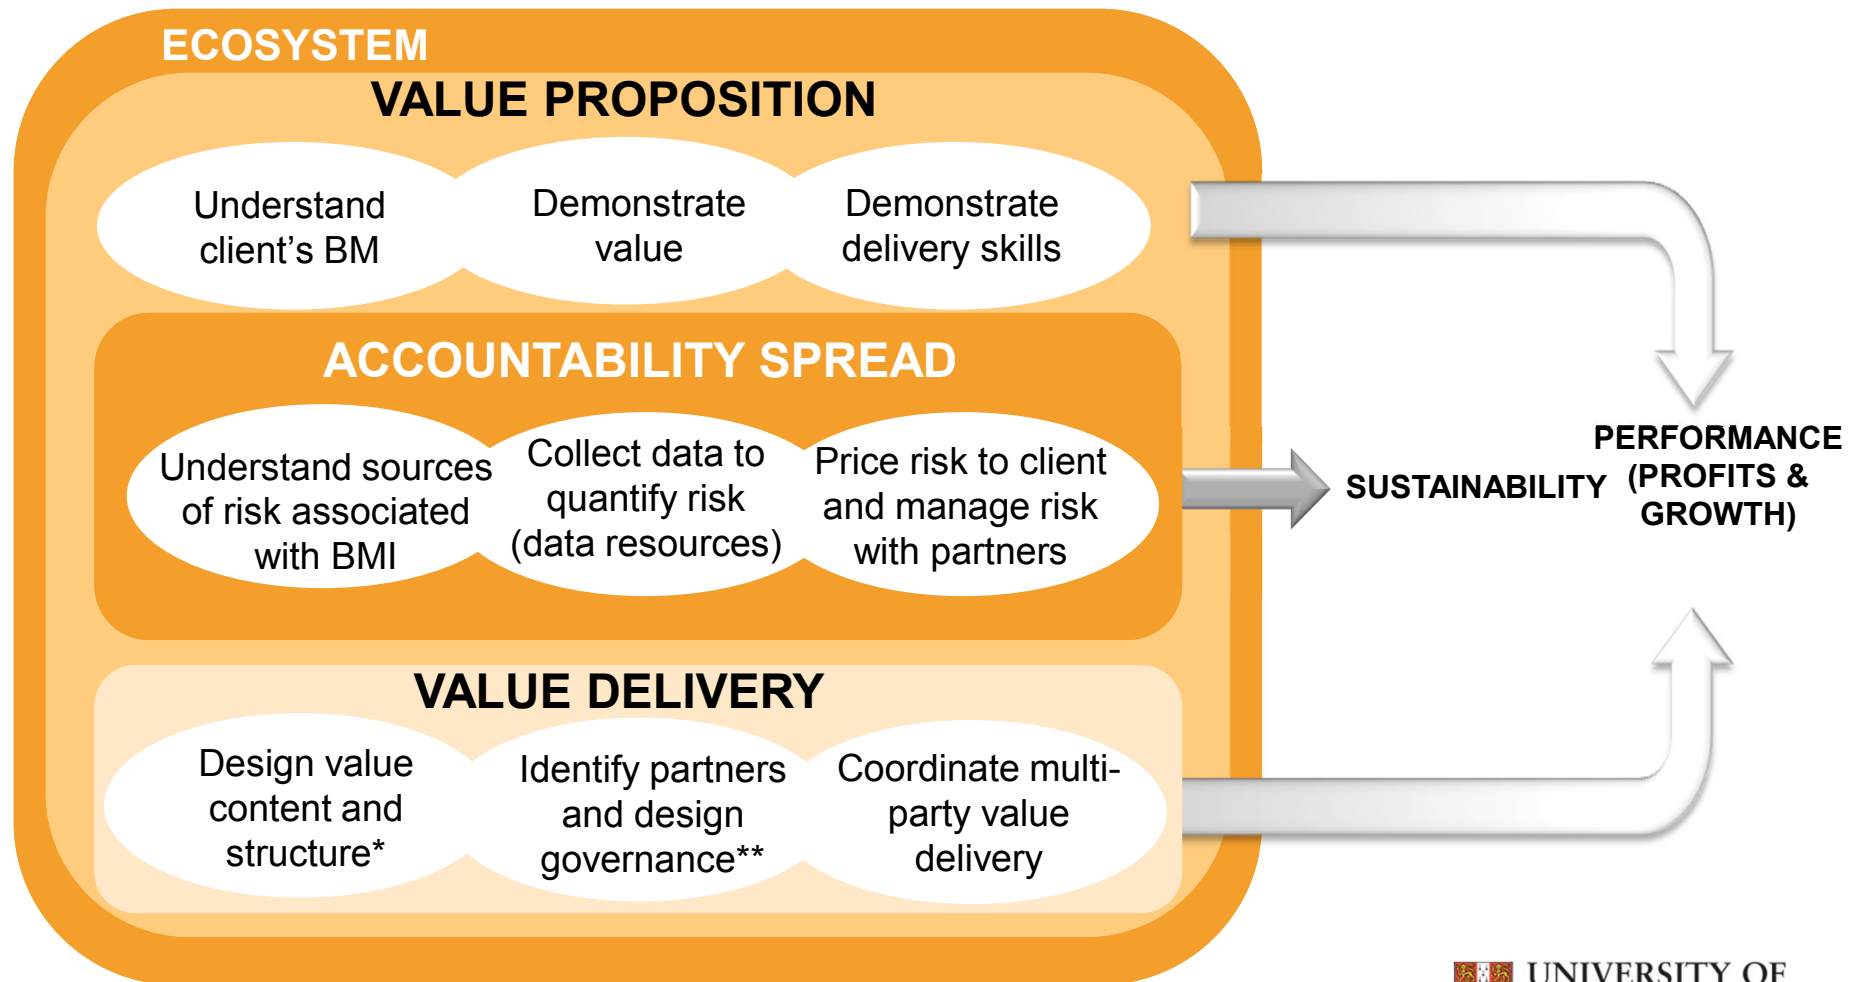 ECOSYSTEM
VALUE PROPOSITION
Understand
client’s BM
Demonstrate
value
Demonstrate
delivery skills
ACCOUNTABILITY SPREAD
Understand sources
of risk associated
with BMI
Collect data to
quantify risk
(data resources)
Price risk to client
and manage risk
with partners
SUSTAINABILITY
PERFORMANCE
(PROFITS &
GROWTH)
VALUE DELIVERY
Design value
content and
structure*
Identify partners
and design
governance**
Coordinate multi-
party value
delivery
UNIVERSITY OF